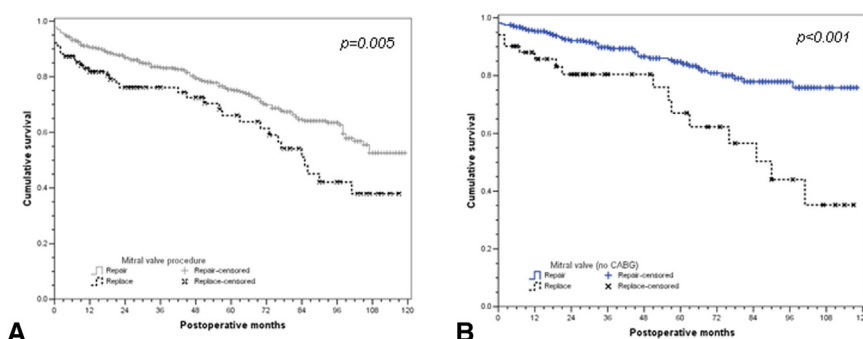 p=0.005
1.0
0.8
0.6
0.4
0.2
0.0
Cumulative survival
Mitral valve procedure
Repair
Repair-censored
Replace
Replace-censored
0 12 24 36 48 60 72 84 96 108 120
Postoperative months
A
p<0.001
1.0
0.8
0.6
0.4
0.2
0.0
Cumulative survival
Mitral valve (no CABG)
Repair
Repair-censored
Replace
Replace-censored
0 12 24 36 48 60 72 84 96 108 12
Postoperative months
B